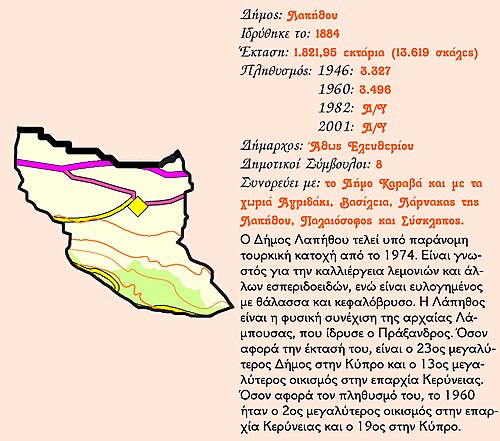 Δήμος: Λαπήθου
Ιδρύθηκε το: 1884
Έκταση: 1.821,95 εκτάρια (13.619 σκάλες)
Πληθυσμός: 1946: 3.327
1960: 3.496
1982: Δ/Υ
2001: Δ/Υ
Δήμαρχος: Άθως Ελευθερίου
Δημοτικοί Σύμβουλοι: 8
Συνορεύει με: το Δήμο Καραβά και με τα
χωριά Αγριδάκι, Βασίλεια, Λάρνακας της
Λαπήθου, Παλαιόσοφος και Σύσκληπος.
Ο Δήμος Λαπήθου τελεί υπό παράνομη
τουρκική κατοχή από το 1974. Είναι γνω-
στός για την καλλιέργεια λεμονιών και άλ-
λων εσπεριδοειδών, ενώ είναι ευλογημένος
με θάλασσα και κεφαλόβρυσο. Η Λάπηθος
είναι η φυσική συνέχιση της αρχαίας Λά-
μπουσας, που ίδρυσε ο Πράξανδρος. Όσον
αφορά την έκτασή του, είναι ο 23ος μεγαλύ-
τερος Δήμος στην Κύπρο και ο 13ος μεγα-
λύτερος οικισμός στην επαρχία Κερύνειας.
Όσον αφορά τον πληθυσμό του, το 1960
ήταν ο 2ος μεγαλύτερος οικισμός στην επαρ-
χία Κερύνειας και ο 19ος στην Κύπρο.